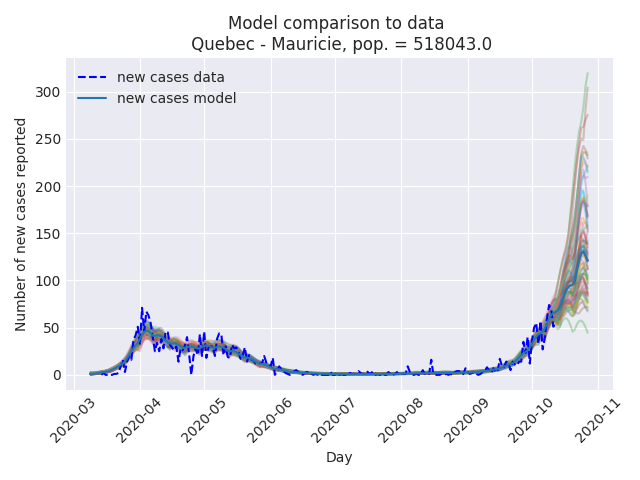 Model comparison to data
Quebec - Mauricie, pop. = 518043.0
new cases data
new cases model
Number of new cases reported
300
250
200
150
100
50
0
2020-03
2020-04
2020-05
2020-06
2020-07
2020-08
2020-09
2020-10
2020-11
Day